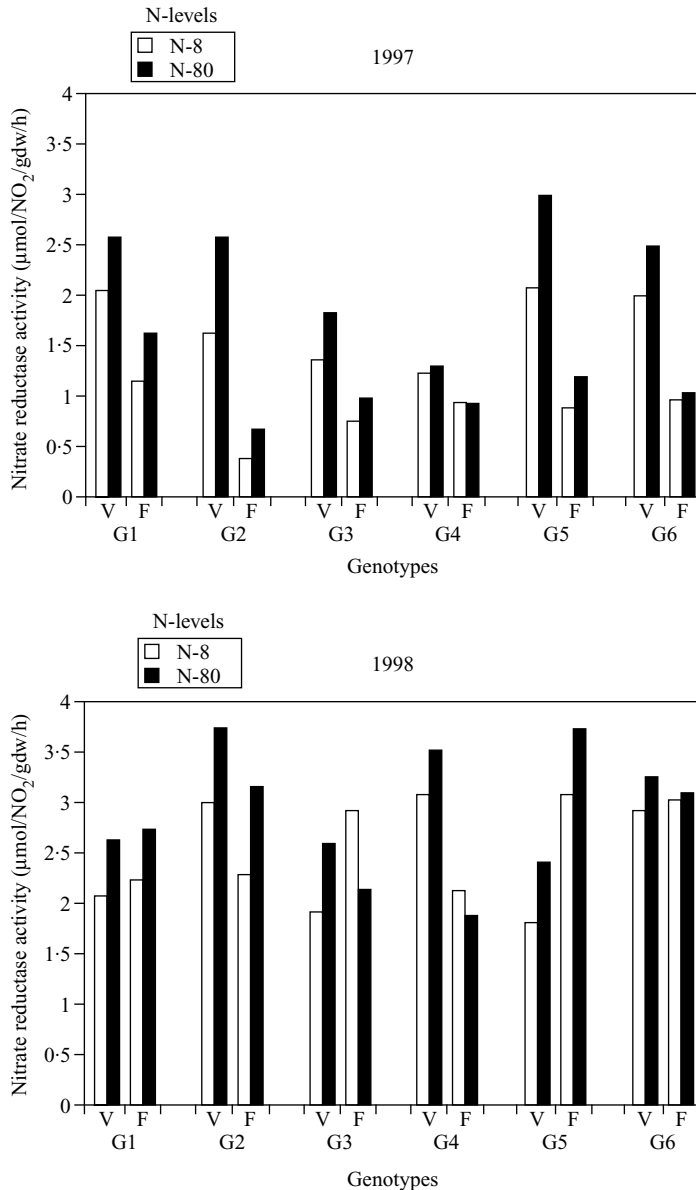 N-levels
N-8
N-80
1997
Nitrate reductase activity (μmol/NO2/gdw/h)
4
3·5
3
2·5
2
1·5
1
0·5
0
V F V F V F V F V F V F
G1 G2 G3 G4 G5 G6
Genotypes
N-levels
N-8
N-80
1998
Nitrate reductase activity (μmol/NO2/gdw/h)
4
3·5
3
2·5
2
1·5
1
0·5
0
V F V F V F V F V F V F
G1 G2 G3 G4 G5 G6
Genotypes